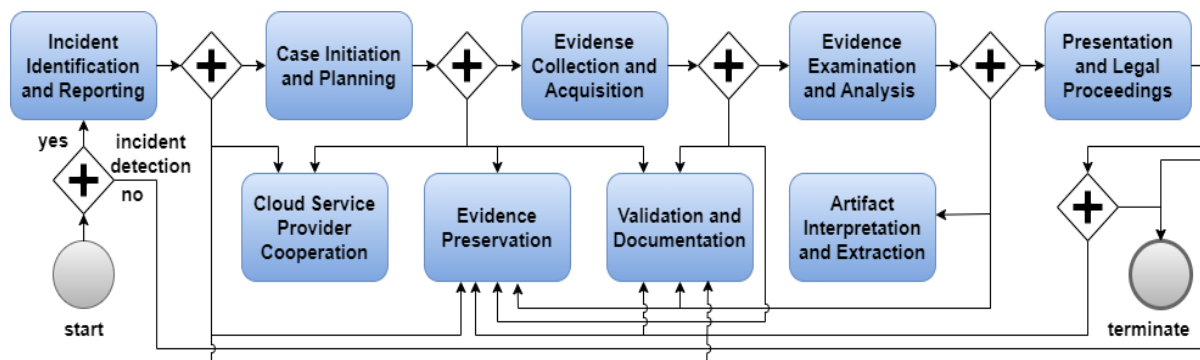 Incident
Identification
and Reporting
Case Initiation
and Planning
Evidense
Collection and
Acquisition
Evidence
Examination
and Analysis
Presentation
and Legal
Proceedings
yes
incident
detection
no
Cloud Service
Provider
Cooperation
Evidence
Preservation
Validation and
Documentation
Artifact
Interpretation
and Extraction
start
terminate